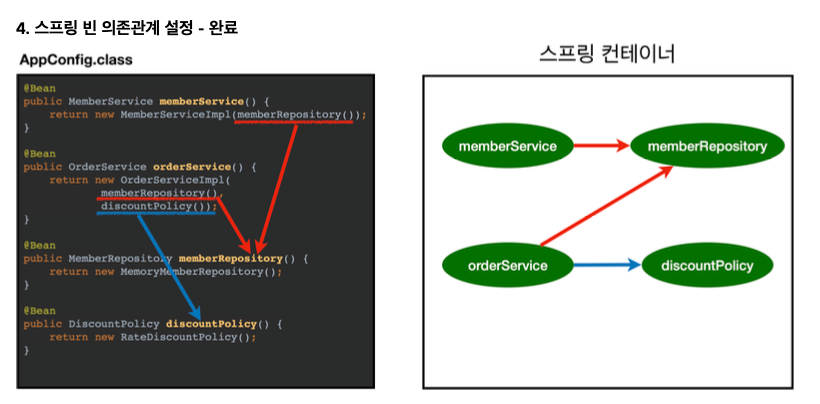 4. 스프링 빈 의존관계 설정 - 완료
AppConfig.class
@Bean
public MemberService memberService() {
return new MemberServiceImpl(memberRepository());
}
@Bean
public OrderService orderService() {
return new OrderServiceImpl(
memberRepository(),
discountPolicy());
}
@Bean
public MemberRepository memberRepository() {
return new MemoryMemberRepository();
}
@Bean
public DiscountPolicy discountPolicy() {
return new RateDiscountPolicy();
}
스프링 컨테이너
memberService
memberRepository
orderService
discountPolicy